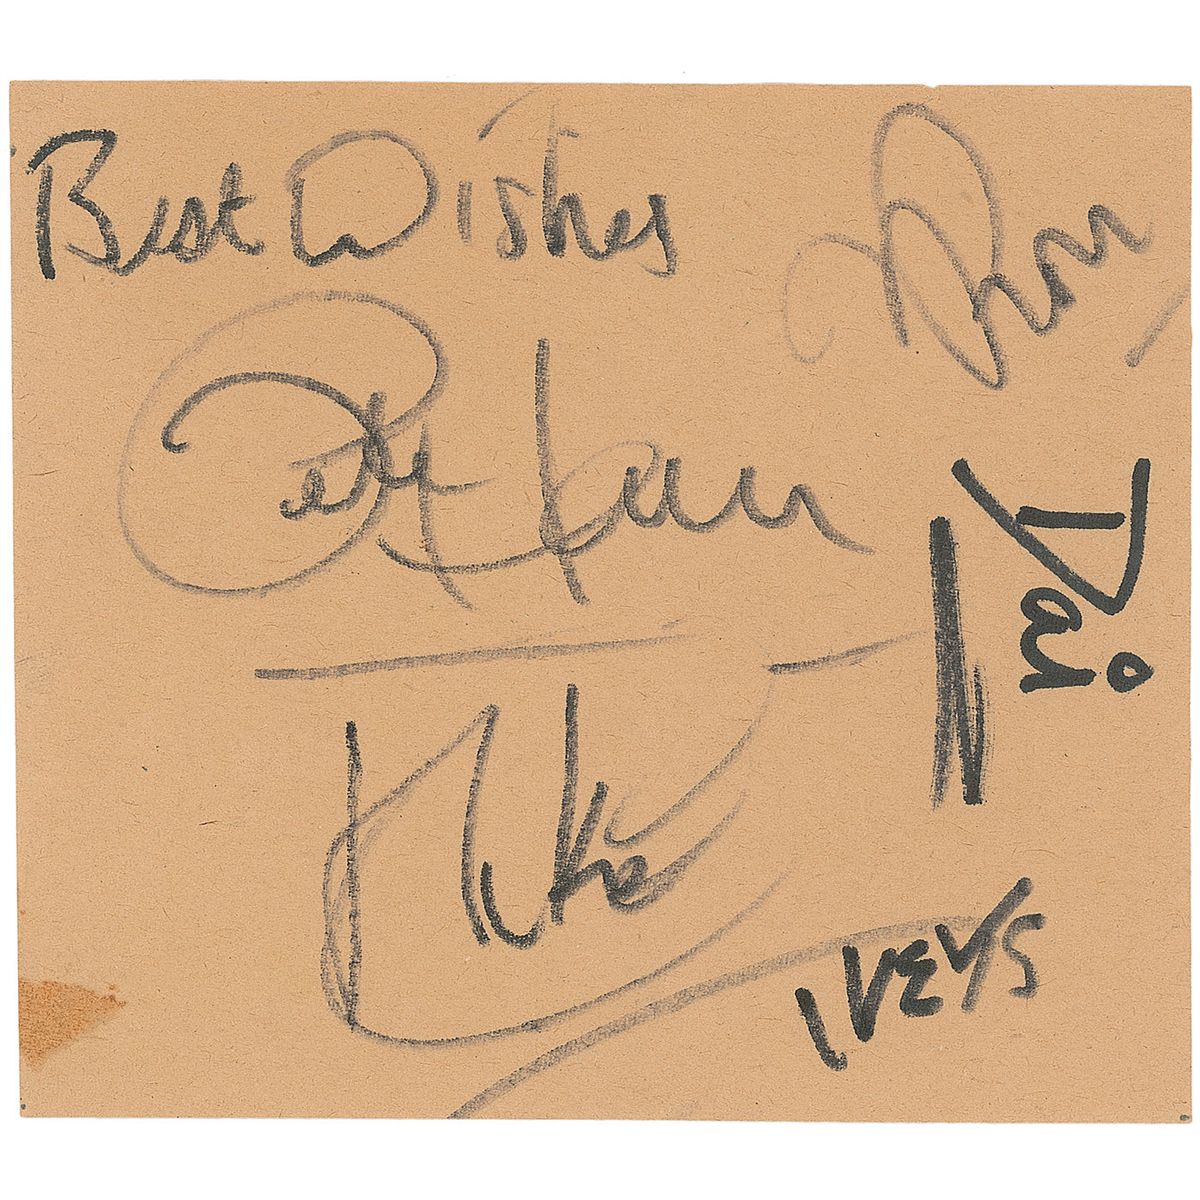 Best Wishes
Ron
Pete Ham
Dai
Mike
IVEYS